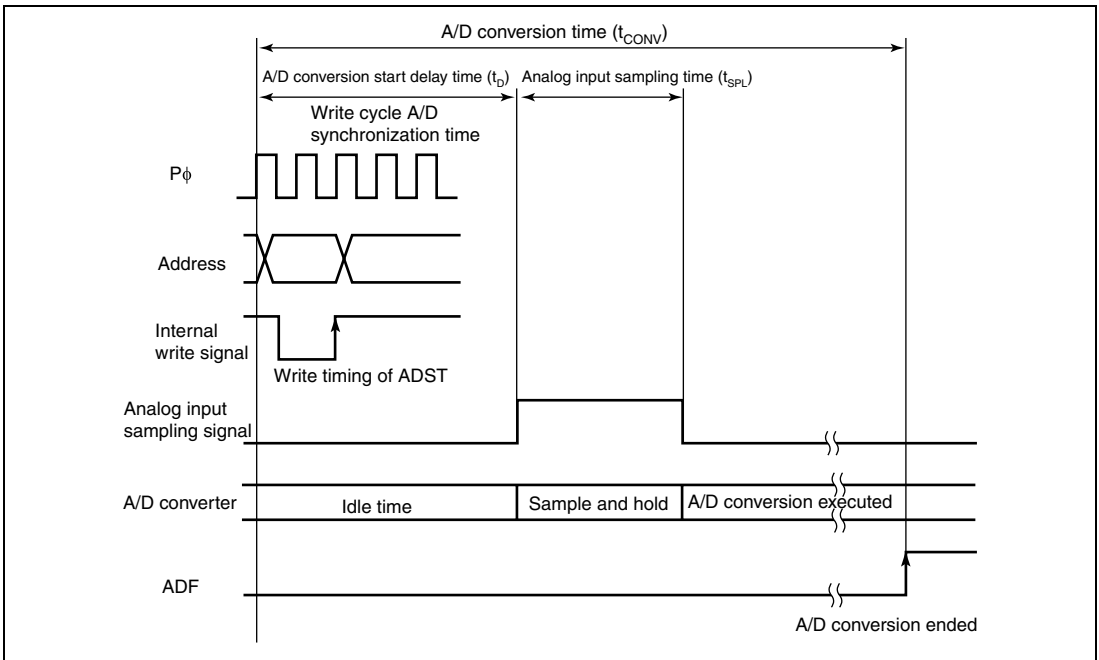 A/D conversion time (tCONV)
A/D conversion start delay time (tD)
Analog input sampling time (tSPL)
Write cycle A/D
synchronization time
Pϕ
Address
Internal
write signal
Write timing of ADST
Analog input
sampling signal
A/D converter
Idle time
Sample and hold
A/D conversion executed
ADF
A/D conversion ended